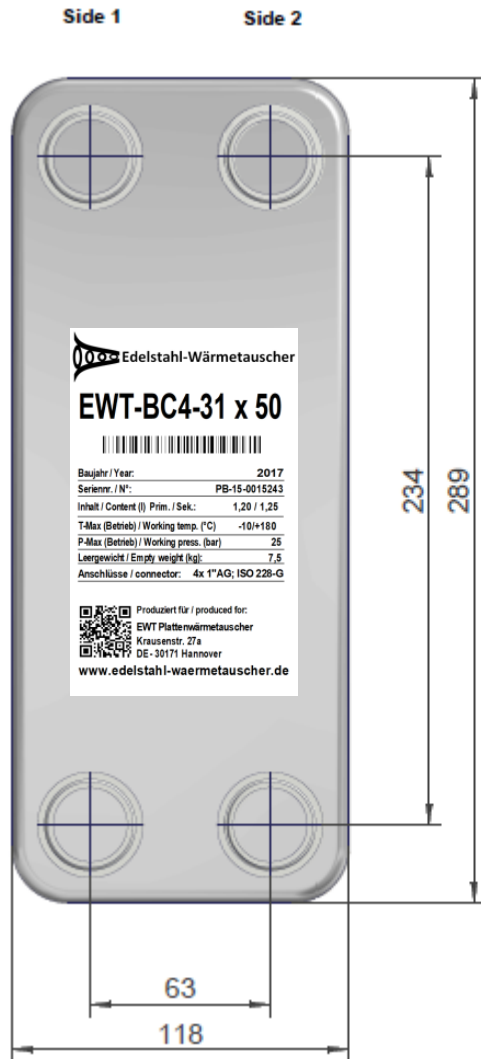 Side 1 Side 2
Edelstahl-Wärmetauscher
EWT-BC4-31 x 50
Baujahr / Year: 2017
Seriennr. / N°: PB-15-0015243
Inhalt / Content (l) Prim. / Sek.: 1,20 / 1,25
T-Max (Betrieb) / Working temp. (°C) -10/+180
P-Max (Betrieb) / Working press. (bar) 25
Leergewicht / Empty weight (kg): 7,5
Anschlüsse / connector: 4x 1"AG; ISO 228-G
Produziert für / produced for:
EWT Plattenwärmetauscher
Krausenstr. 27a
DE- 30171 Hannover
www.edelstahl-waermetauscher.de
234
289
63
118